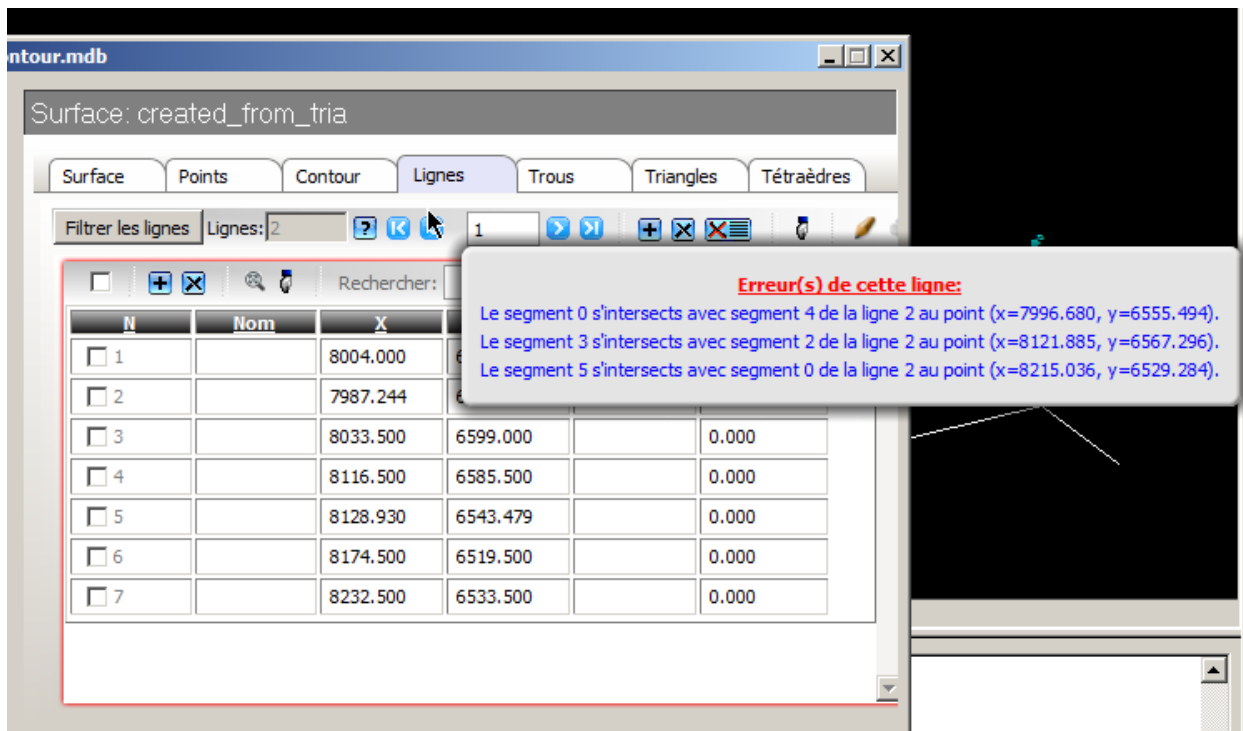 ontour.mdb
Surface: created_from_tria
Surface Points Contour Lignes Trous Triangles Tétraèdres
Filtrer les lignes Lignes: 2 ? 1
Rechercher:
Erreur(s) de cette ligne:
Le segment 0 s'intersects avec segment 4 de la ligne 2 au point (x=7996.680, y=6555.494).
Le segment 3 s'intersects avec segment 2 de la ligne 2 au point (x=8121.885, y=6567.296).
Le segment 5 s'intersects avec segment 0 de la ligne 2 au point (x=8215.036, y=6529.284).
N Nom X
1 8004.000
2 7987.244
3 8033.500 6599.000 0.000
4 8116.500 6585.500 0.000
5 8128.930 6543.479 0.000
6 8174.500 6519.500 0.000
7 8232.500 6533.500 0.000